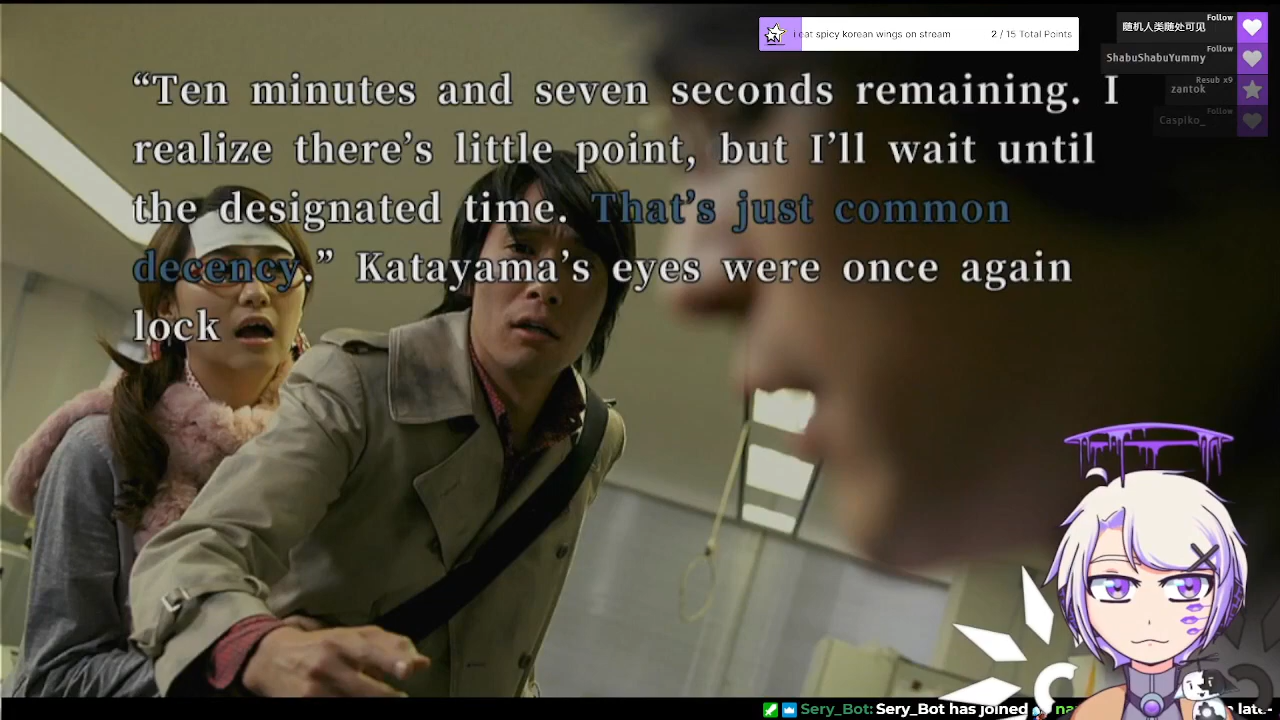 i eat spicy korean wings on stream 2 / 15 Total Points
Follow
随机人类随处可见
Follow
ShabuShabuYummy
Resub x9
zantok
Follow
Caspiko_
“Ten minutes and seven seconds remaining. I
realize there’s little point, but I’ll wait until
the designated time. That’s just common
decency.” Katayama’s eyes were once again
lock
Sery_Bot: Sery_Bot has joined